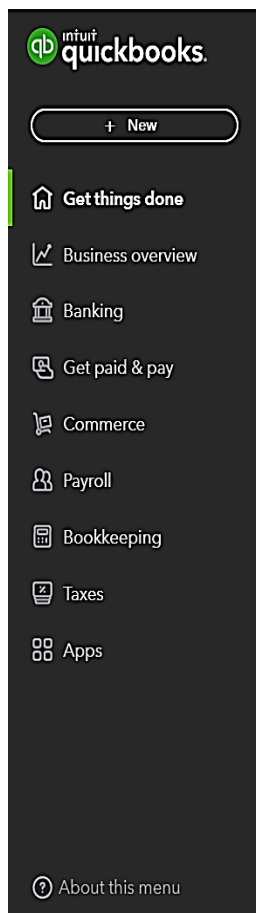 qb
intuit
quickbooks.
+ New
Get things done
Business overview
Banking
Get paid & pay
Commerce
Payroll
Bookkeeping
Taxes
Apps
? About this menu